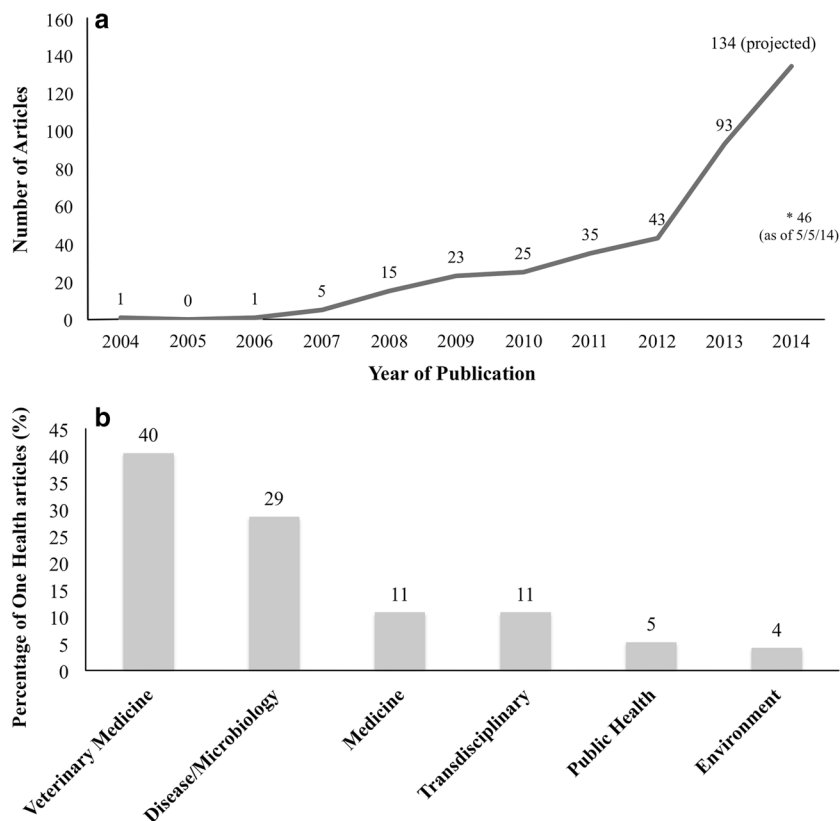 a
160
140
120
100
80
60
40
20
0
Number of Articles
1
0
1
5
15
23
25
35
43
93
134 (projected)
* 46
(as of 5/5/14)
2004 2005 2006 2007 2008 2009 2010 2011 2012 2013 2014
Year of Publication
b
45
40
35
30
25
20
15
10
5
0
Percentage of One Health articles (%)
40
29
11
11
5
4
Veterinary Medicine
Disease/Microbiology
Medicine
Transdisciplinary
Public Health
Environment